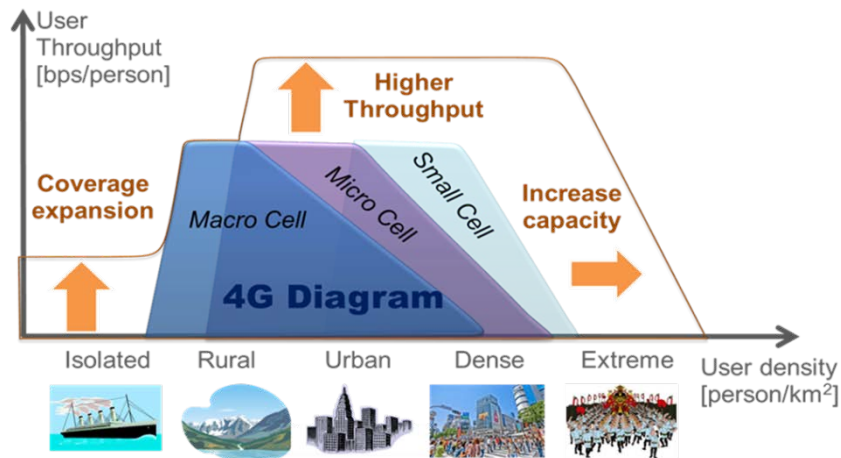 User
Throughput
[bps/person]
Higher
Throughput
Coverage
expansion
Macro Cell
Micro Cell
Small Cell
Increase
capacity
4G Diagram
Isolated
Rural
Urban
Dense
Extreme
User density
[person/km²]